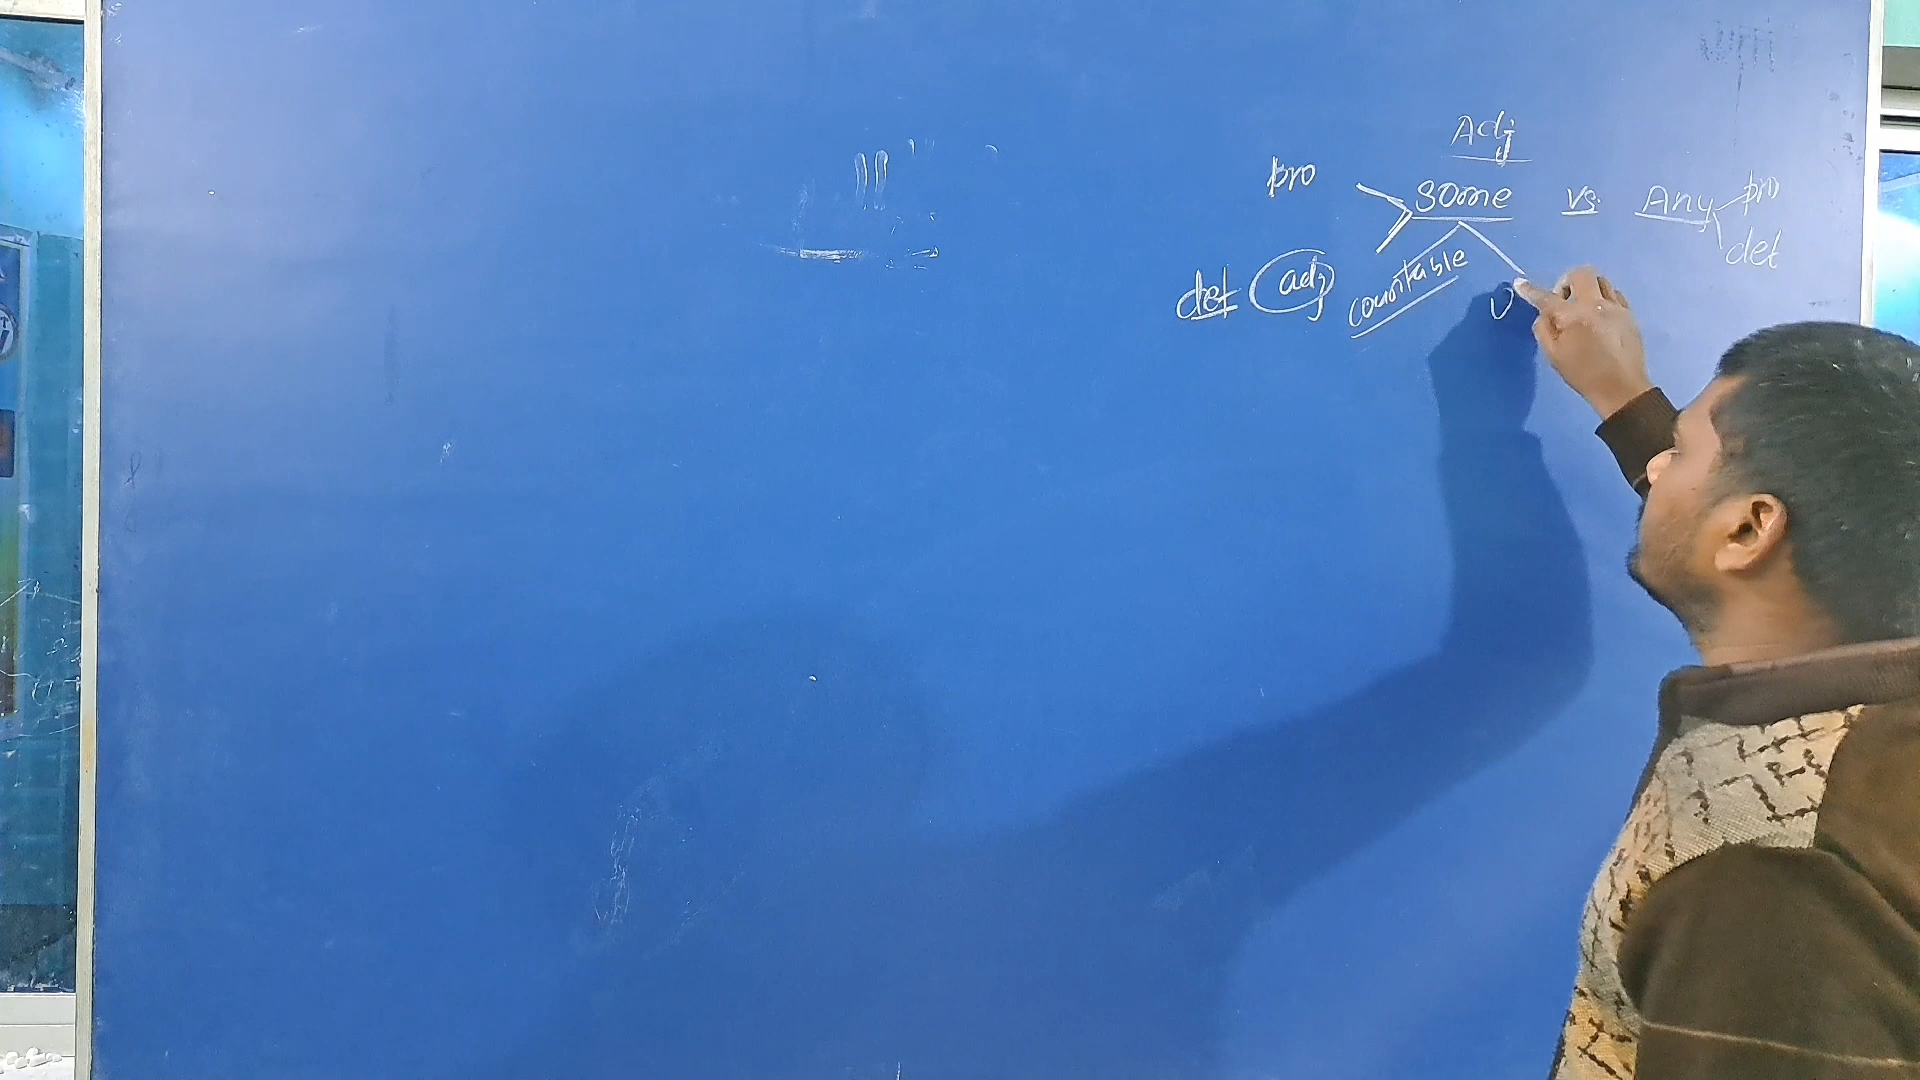 Adj
pro some vs. Any pro
det
det adj countable U